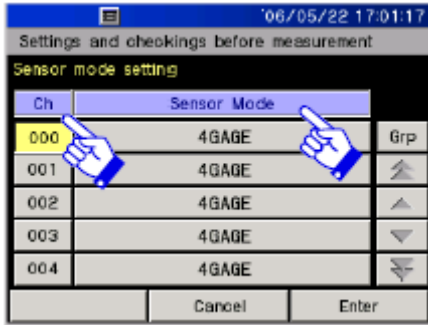 '06/05/22 17:01:17
Settings and checkings before measurement
Sensor mode setting
Ch Sensor Mode
000 4GAGE Grp
001 4GAGE
002 4GAGE
003 4GAGE
004 4GAGE
Cancel Enter